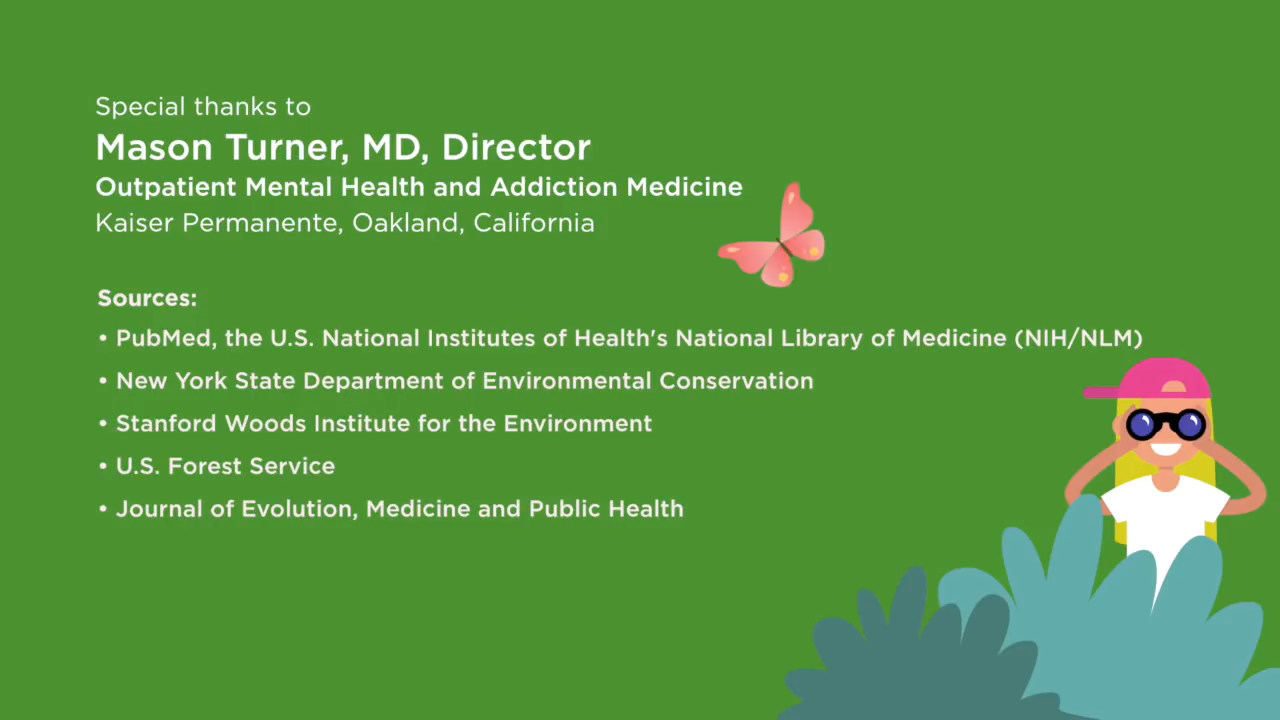 Special thanks to
Mason Turner, MD, Director
Outpatient Mental Health and Addiction Medicine
Kaiser Permanente, Oakland, California
Sources:
• PubMed, the U.S. National Institutes of Health's National Library of Medicine (NIH/NLM)
• New York State Department of Environmental Conservation
• Stanford Woods Institute for the Environment
• U.S. Forest Service
• Journal of Evolution, Medicine and Public Health